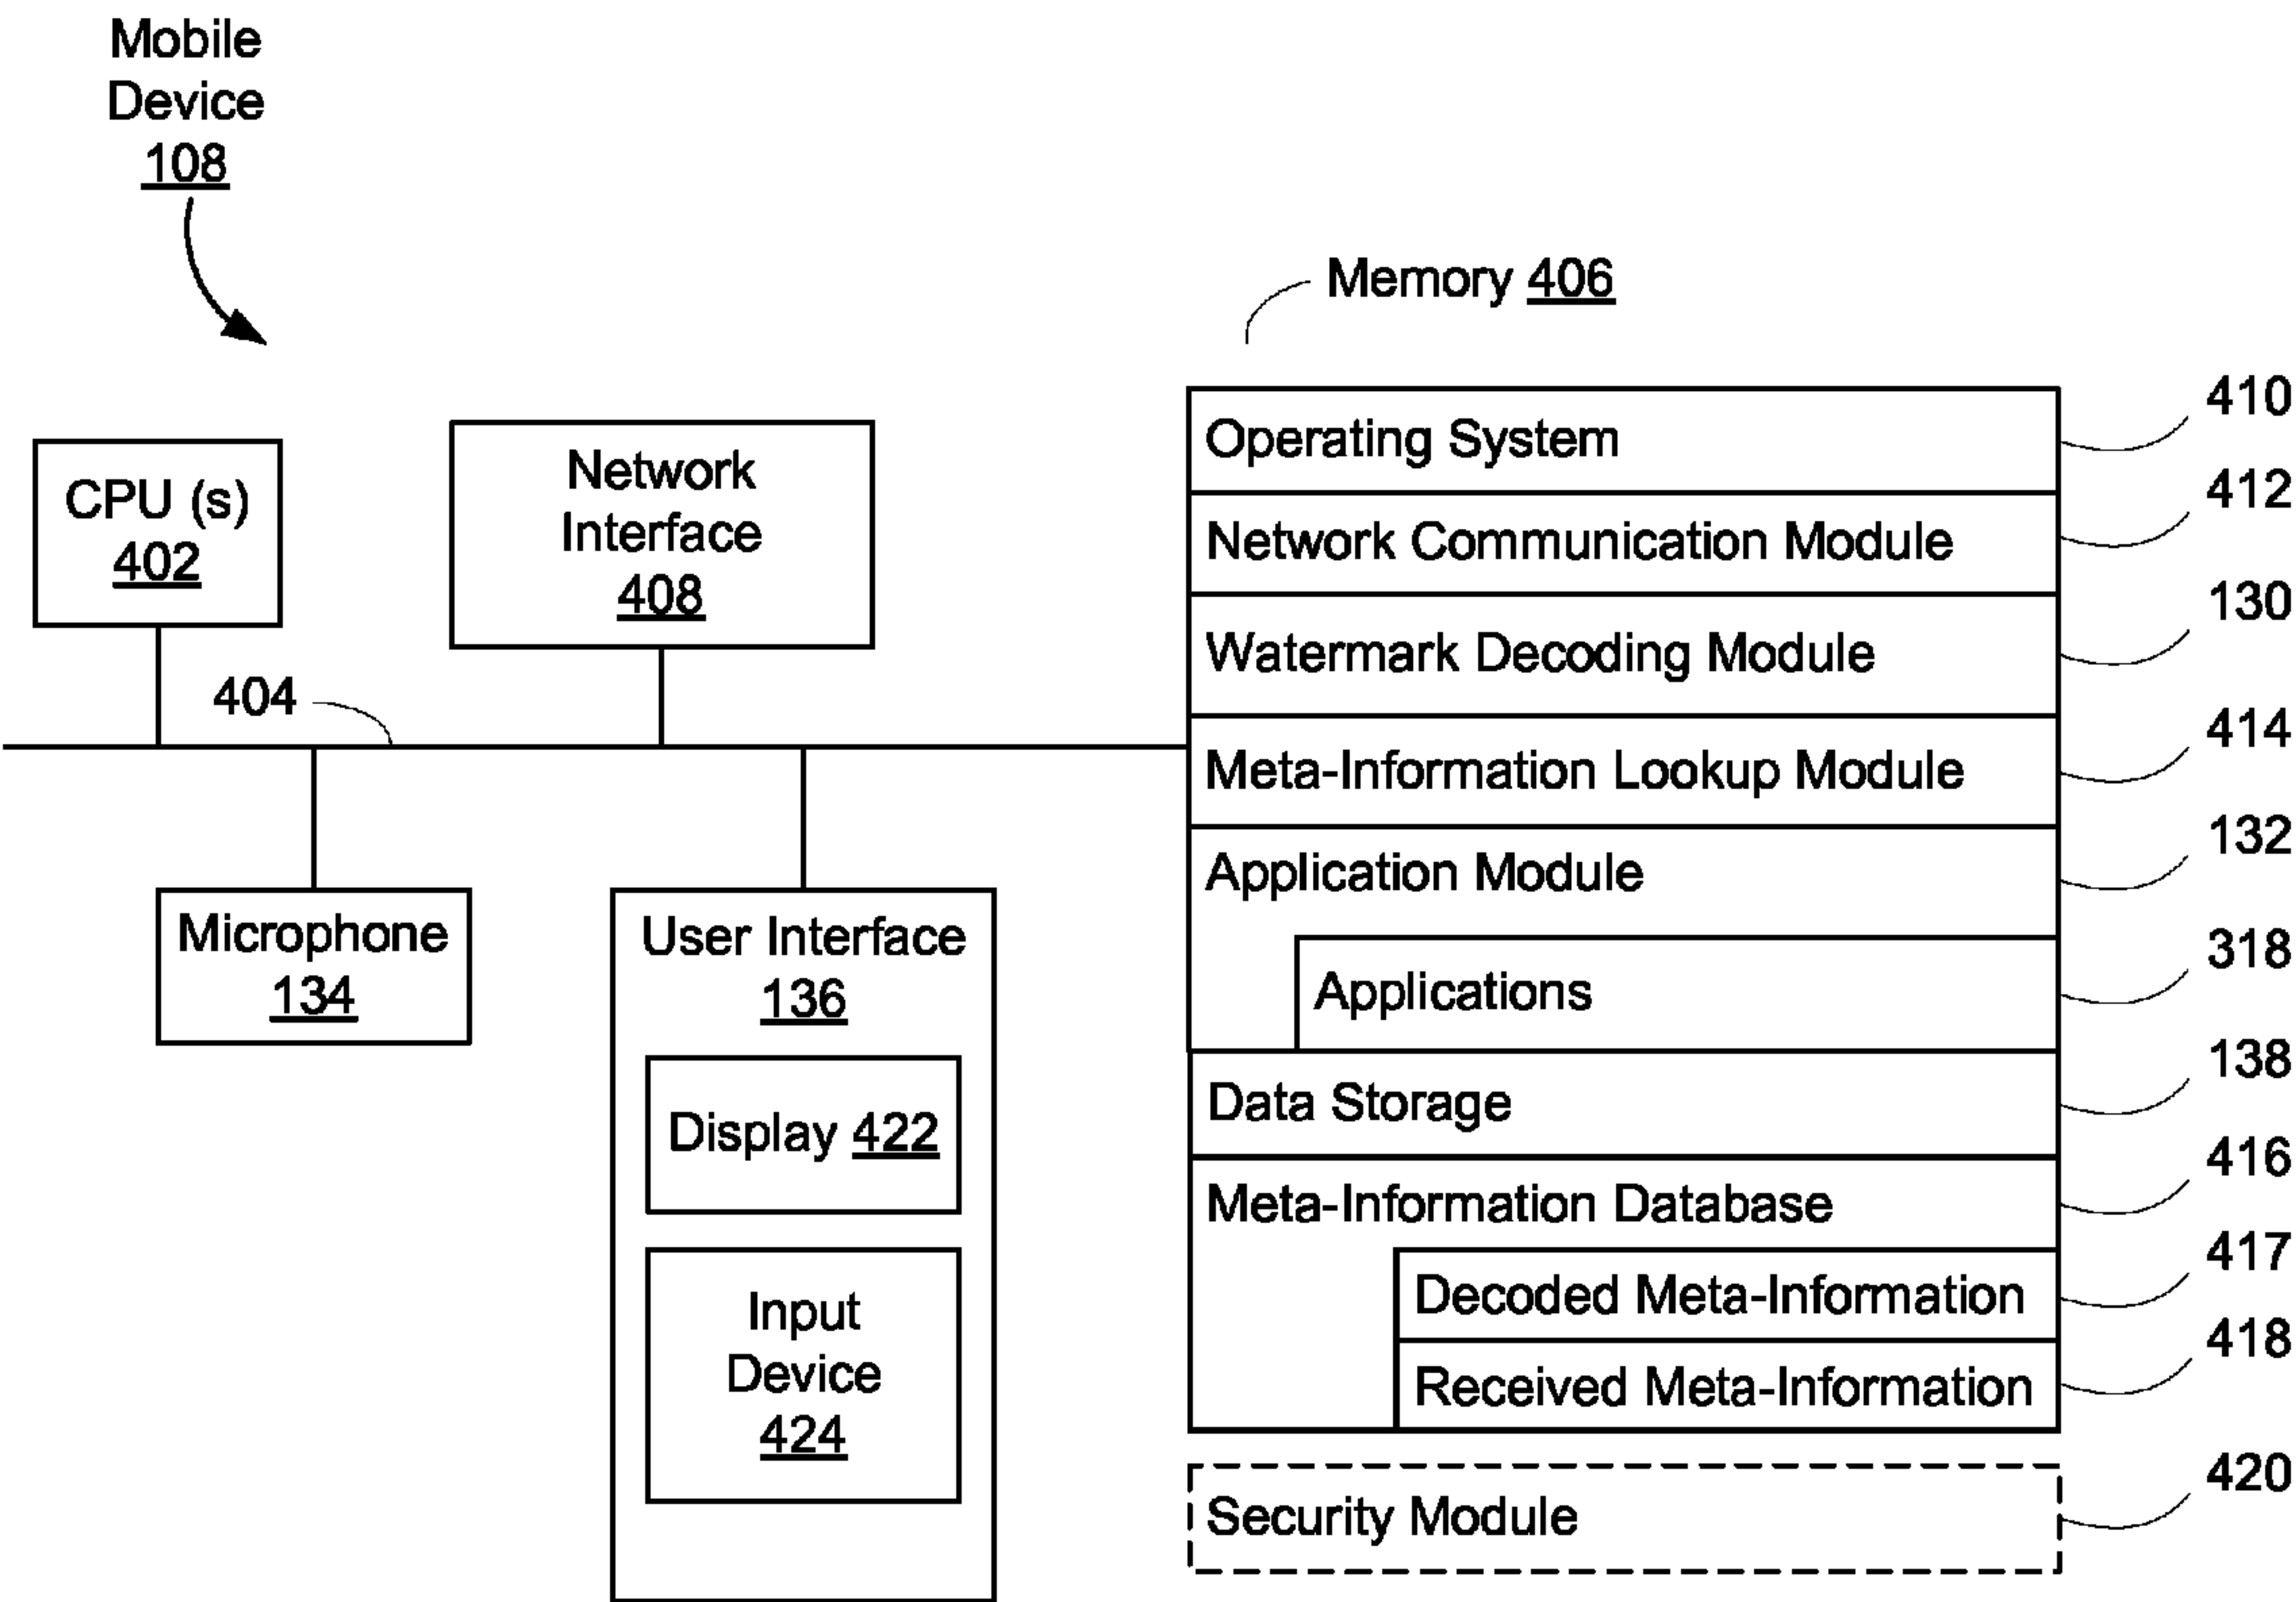 Mobile
Device
108
Memory 406
CPU (s)
402
Network
Interface
408
404
Microphone
134
User Interface
136
Display 422
Input
Device
424
Operating System
410
Network Communication Module
412
Watermark Decoding Module
130
Meta-Information Lookup Module
414
Application Module
132
Applications
318
Data Storage
138
Meta-Information Database
416
Decoded Meta-Information
417
Received Meta-Information
418
Security Module
420